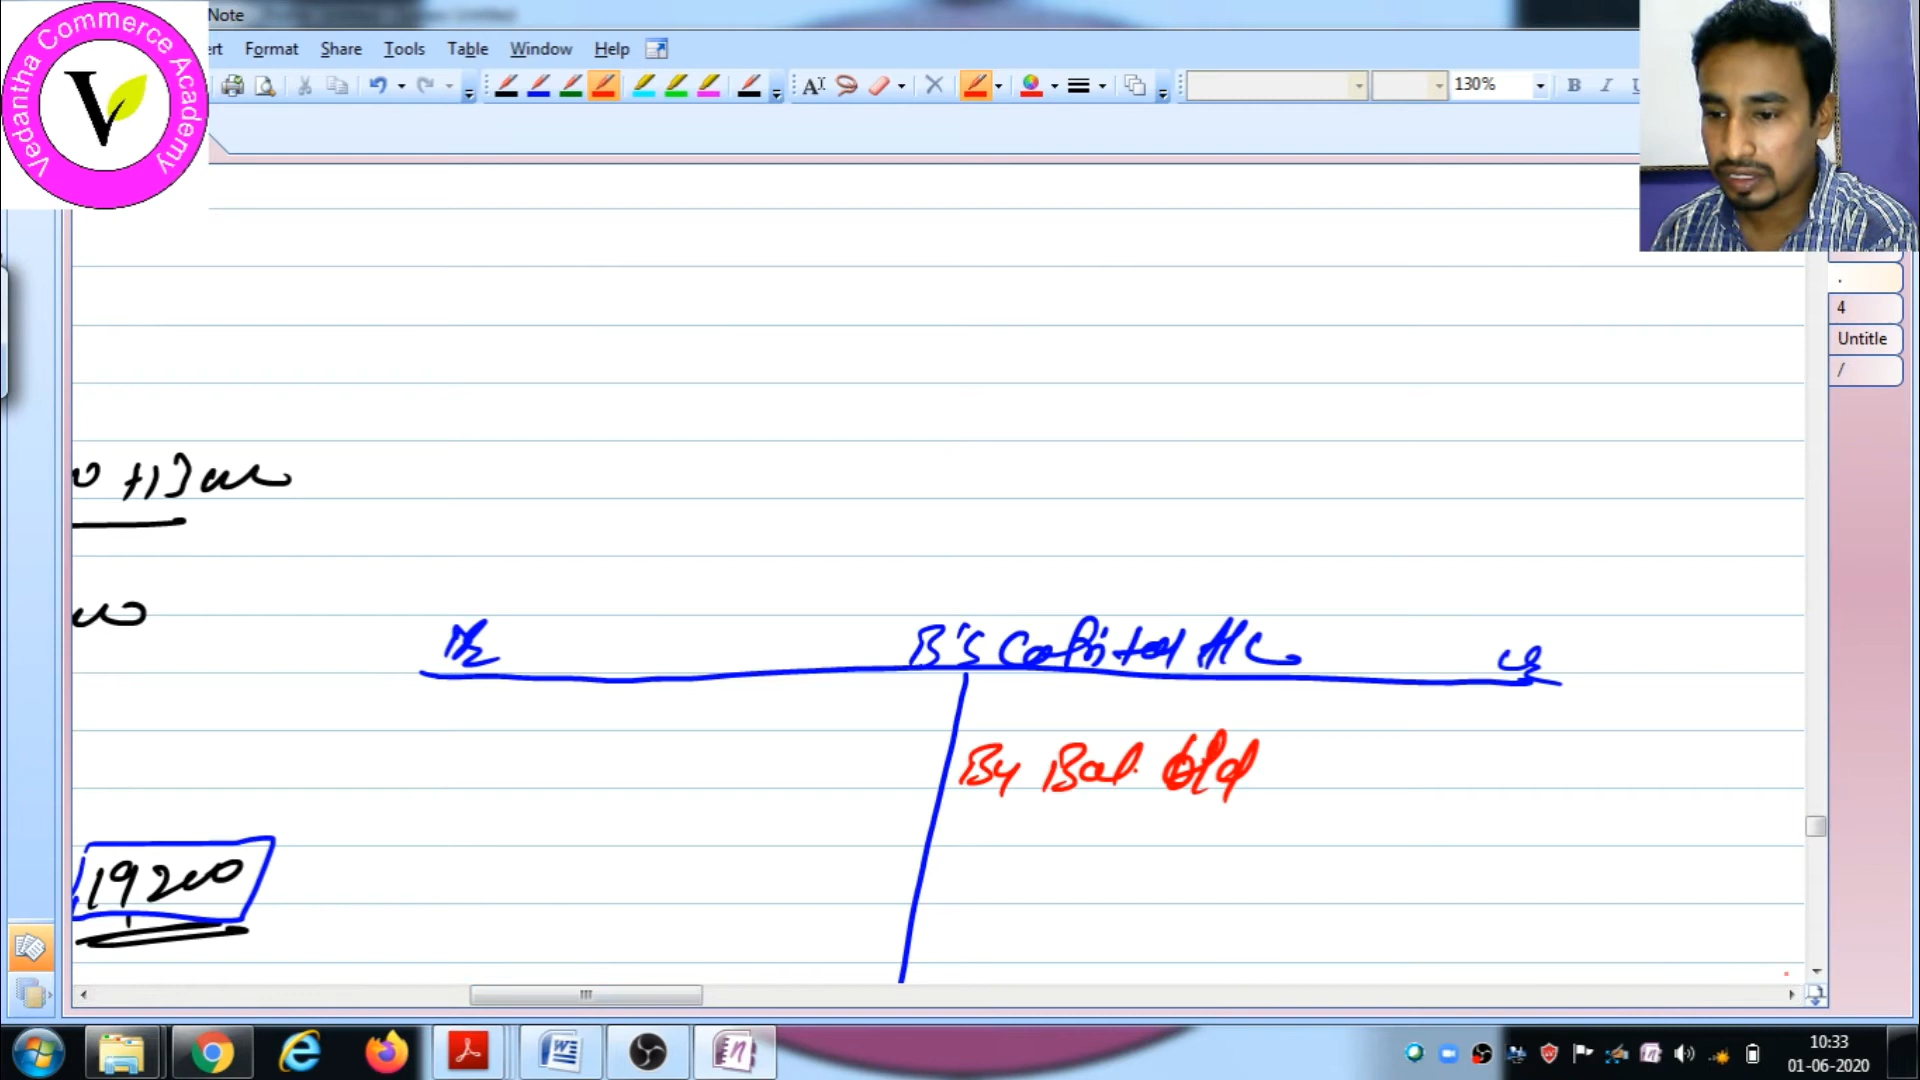 Vedantha Commerce Academy
V
Note
ert Format Share Tools Table Window Help
130% B I U
.
4
Untitle
/
Dr B's Capital A/c Cr
By Bal. b/d
19200
10:33
01-06-2020